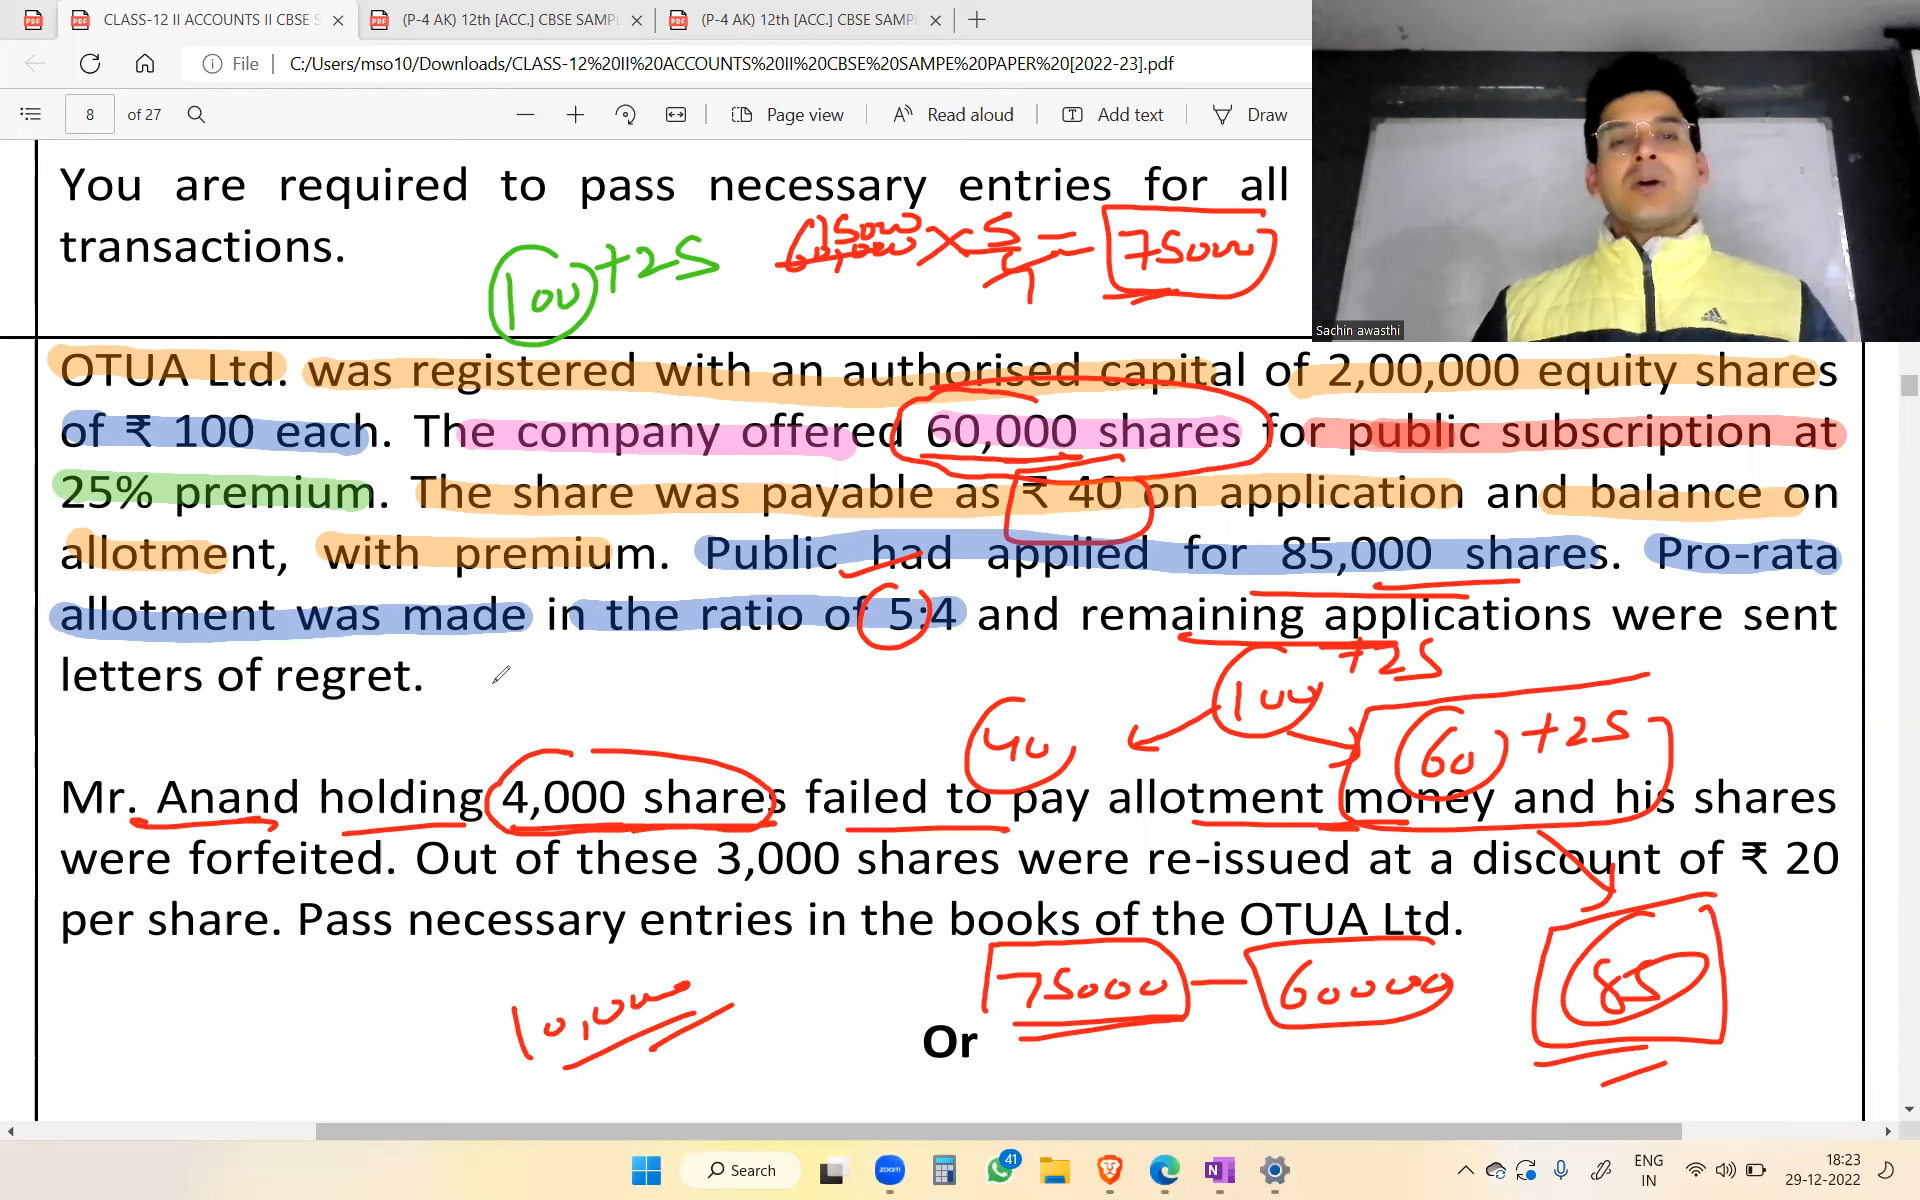 CLASS-12 II ACCOUNTS II CBSE S
(P-4 AK) 12th [ACC.] CBSE SAMPL
(P-4 AK) 12th [ACC.] CBSE SAMPL
File C:/Users/mso10/Downloads/CLASS-12%20II%20ACCOUNTS%20II%20CBSE%20SAMPE%20PAPER%20[2022-23].pdf
8 of 27 Page view Read aloud Add text Draw
You are required to pass necessary entries for all
transactions.
100 +25
15000
60,000 × 5/4 = 75000
Sachin awasthi
OTUA Ltd. was registered with an authorised capital of 2,00,000 equity shares
of ₹ 100 each. The company offered 60,000 shares for public subscription at
25% premium. The share was payable as ₹ 40 on application and balance on
allotment, with premium. Public had applied for 85,000 shares. Pro-rata
allotment was made in the ratio of 5:4 and remaining applications were sent
letters of regret.
100 +25
40
60 +25
Mr. Anand holding 4,000 shares failed to pay allotment money and his shares
were forfeited. Out of these 3,000 shares were re-issued at a discount of ₹ 20
per share. Pass necessary entries in the books of the OTUA Ltd.
85
75000 — 60000
10,000
Or
Search
zoom
41
N
ENG
IN
18:23
29-12-2022